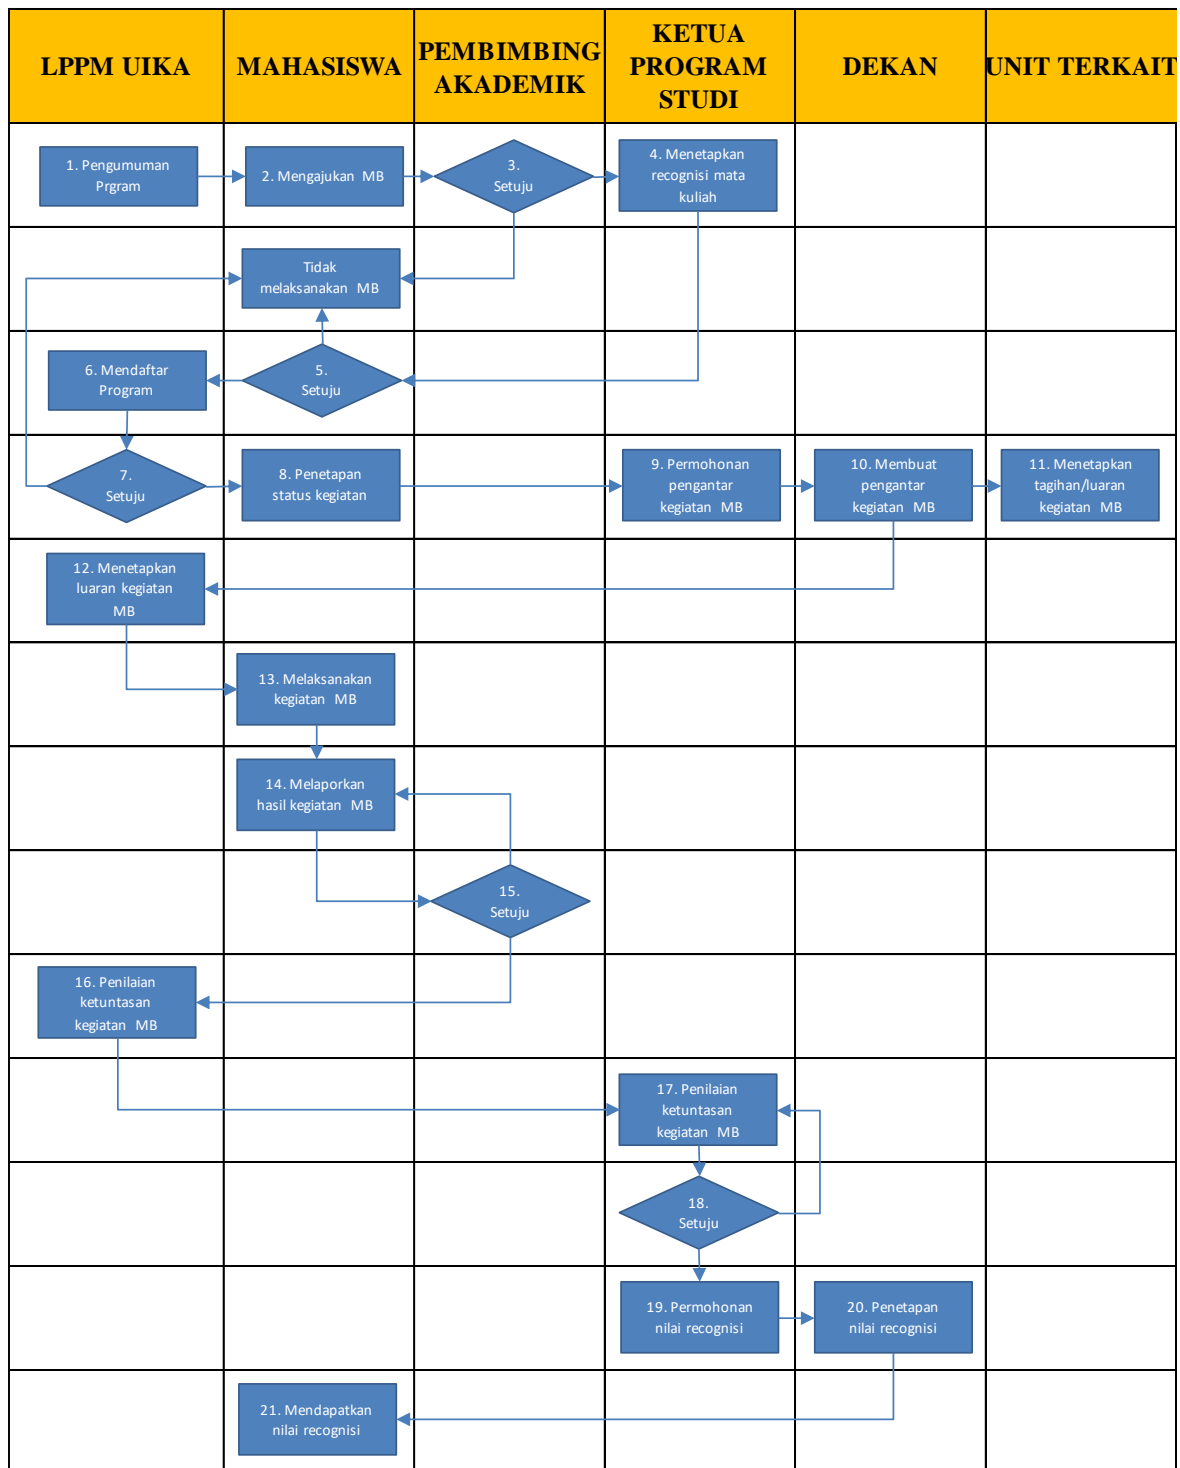 LPPM UIKA
MAHASISWA
PEMBIMBING
AKADEMIK
KETUA
PROGRAM
STUDI
DEKAN
UNIT TERKAIT
1. Pengumuman
Prgram
2. Mengajukan MB
3.
Setuju
4. Menetapkan
recognisi mata
kuliah
Tidak
melaksanakan MB
6. Mendaftar
Program
5.
Setuju
7.
Setuju
8. Penetapan
status kegiatan
9. Permohonan
pengantar
kegiatan MB
10. Membuat
pengantar
kegiatan MB
11. Menetapkan
tagihan/luaran
kegiatan MB
12. Menetapkan
luaran kegiatan
MB
13. Melaksanakan
kegiatan MB
14. Melaporkan
hasil kegiatan MB
15.
Setuju
16. Penilaian
ketuntasan
kegiatan MB
17. Penilaian
ketuntasan
kegiatan MB
18.
Setuju
19. Permohonan
nilai recognisi
20. Penetapan
nilai recognisi
21. Mendapatkan
nilai recognisi